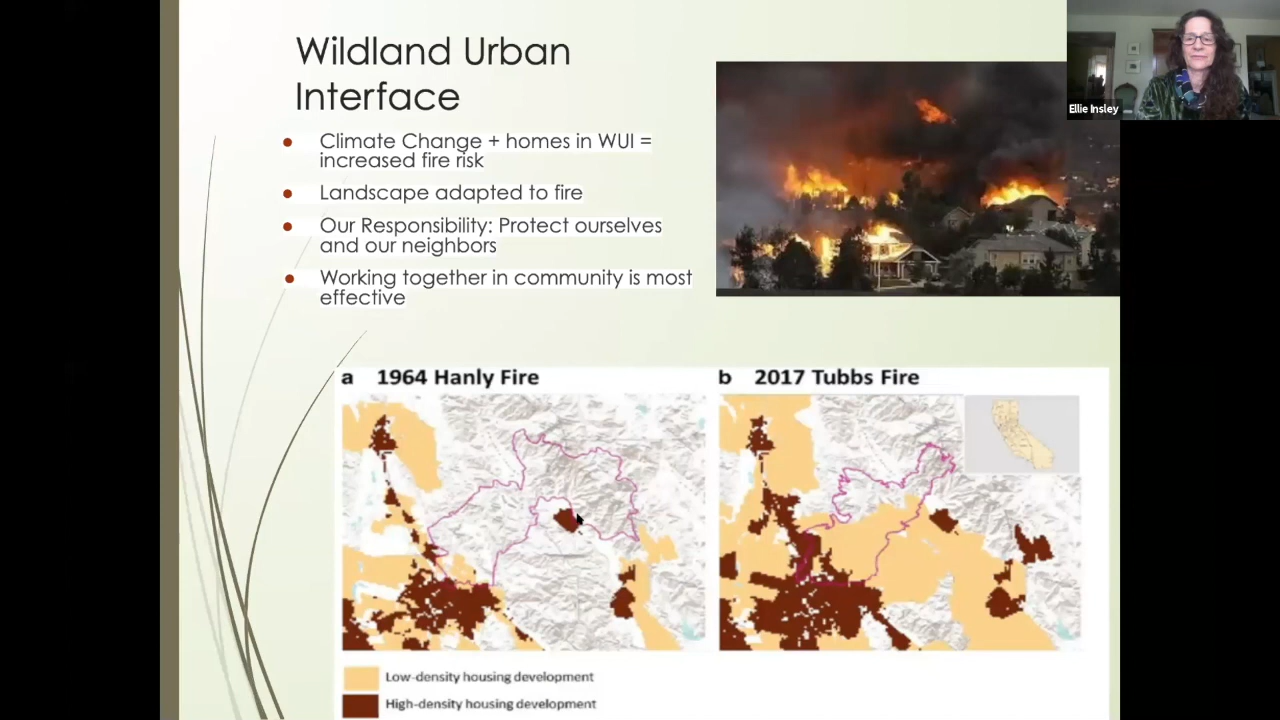 Wildland Urban
Interface
Climate Change + homes in WUI =
increased fire risk
Landscape adapted to fire
Our Responsibility: Protect ourselves
and our neighbors
Working together in community is most
effective
Ellie Insley
a 1964 Hanly Fire
b 2017 Tubbs Fire
Low-density housing development
High-density housing development